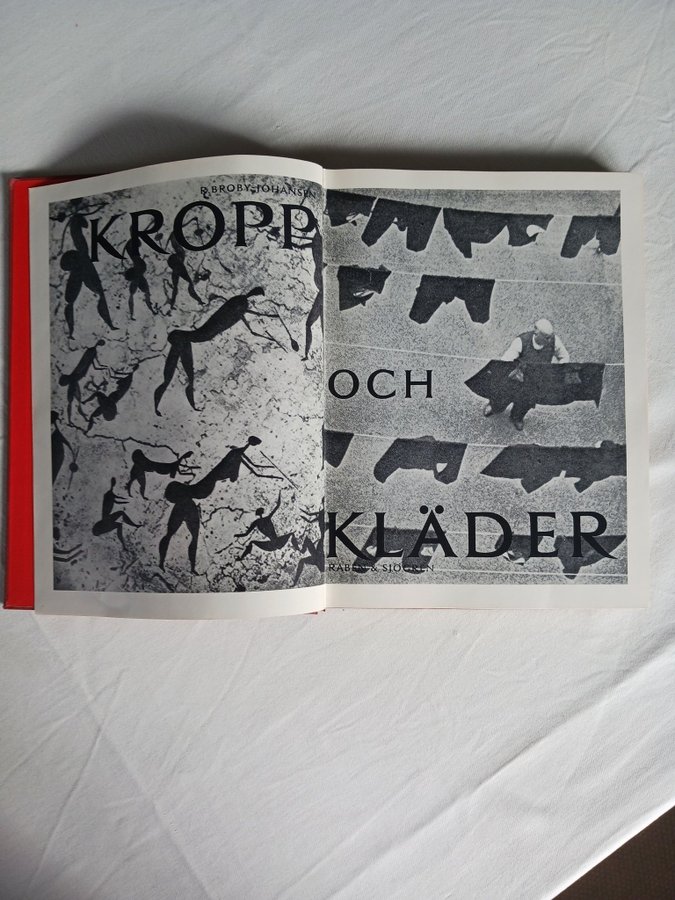 R. BROBY-JOHANSEN
KROPP
OCH
KLÄDER
RABÉN & SJÖGREN